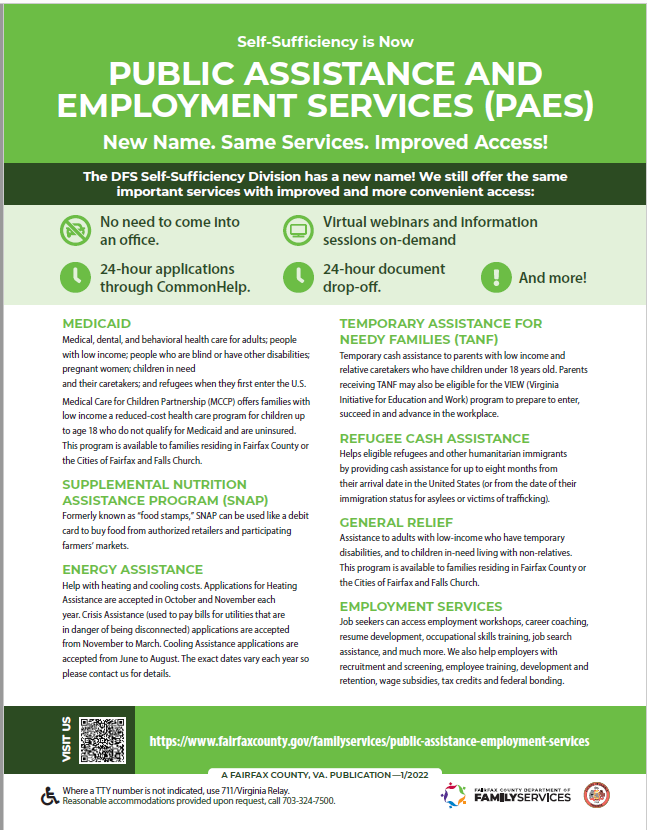 Self-Sufficiency is Now
PUBLIC ASSISTANCE AND
EMPLOYMENT SERVICES (PAES)
New Name. Same Services. Improved Access!
The DFS Self-Sufficiency Division has a new name! We still offer the same
important services with improved and more convenient access:
No need to come into
an office.
Virtual webinars and information
sessions on-demand
24-hour applications
through CommonHelp.
24-hour document
drop-off.
And more!
MEDICAID
Medical, dental, and behavioral health care for adults; people
with low income; people who are blind or have other disabilities;
pregnant women; children in need
and their caretakers; and refugees when they first enter the U.S.
Medical Care for Children Partnership (MCCP) offers families with
low income a reduced-cost health care program for children up
to age 18 who do not qualify for Medicaid and are uninsured.
This program is available to families residing in Fairfax County or
the Cities of Fairfax and Falls Church.
SUPPLEMENTAL NUTRITION
ASSISTANCE PROGRAM (SNAP)
Formerly known as “food stamps,” SNAP can be used like a debit
card to buy food from authorized retailers and participating
farmers’ markets.
ENERGY ASSISTANCE
Help with heating and cooling costs. Applications for Heating
Assistance are accepted in October and November each
year. Crisis Assistance (used to pay bills for utilities that are
in danger of being disconnected) applications are accepted
from November to March. Cooling Assistance applications are
accepted from June to August. The exact dates vary each year so
please contact us for details.
TEMPORARY ASSISTANCE FOR
NEEDY FAMILIES (TANF)
Temporary cash assistance to parents with low income and
relative caretakers who have children under 18 years old. Parents
receiving TANF may also be eligible for the VIEW (Virginia
Initiative for Education and Work) program to prepare to enter,
succeed in and advance in the workplace.
REFUGEE CASH ASSISTANCE
Helps eligible refugees and other humanitarian immigrants
by providing cash assistance for up to eight months from
their arrival date in the United States (or from the date of their
immigration status for asylees or victims of trafficking).
GENERAL RELIEF
Assistance to adults with low-income who have temporary
disabilities, and to children in-need living with non-relatives.
This program is available to families residing in Fairfax County or
the Cities of Fairfax and Falls Church.
EMPLOYMENT SERVICES
Job seekers can access employment workshops, career coaching,
resume development, occupational skills training, job search
assistance, and much more. We also help employers with
recruitment and screening, employee training, development and
retention, wage subsidies, tax credits and federal bonding.
VISIT US
https://www.fairfaxcounty.gov/familyservices/public-assistance-employment-services
A FAIRFAX COUNTY, VA. PUBLICATION—1/2022
Where a TTY number is not indicated, use 711/Virginia Relay.
Reasonable accommodations provided upon request, call 703-324-7500.
FAIRFAX COUNTY DEPARTMENT OF
FAMILYSERVICES